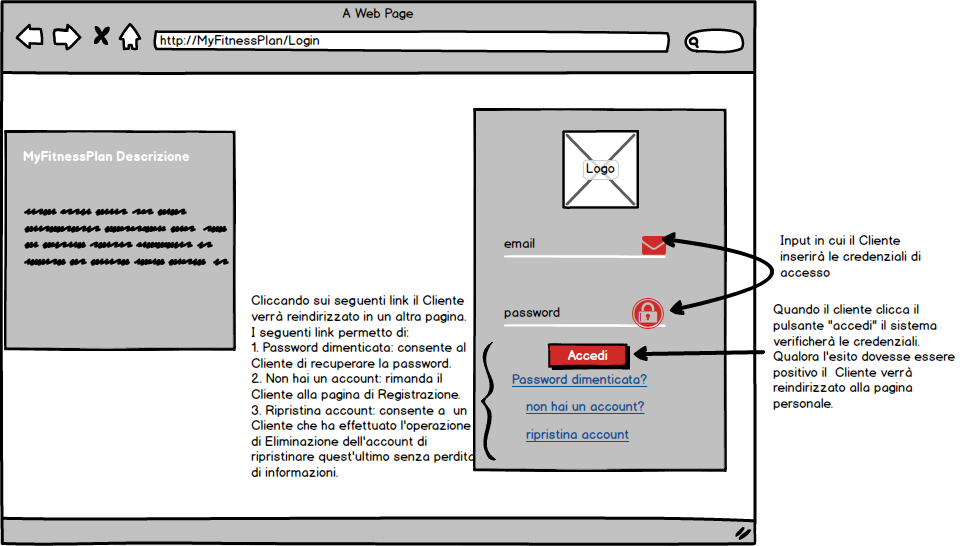 A Web Page
http://MyFitnessPlan/Login
MyFitnessPlan Descrizione
Logo
email
password
Accedi
Password dimenticata?
non hai un account?
ripristina account
Cliccando sui seguenti link il Cliente
verrà reindirizzato in un altra pagina.
I seguenti link permetto di:
1. Password dimenticata: consente al
Cliente di recuperare la password.
2. Non hai un account: rimanda il
Cliente alla pagina di Registrazione.
3. Ripristina account: consente a un
Cliente che ha effettuato l'operazione
di Eliminazione dell'account di
ripristinare quest'ultimo senza perdita
di informazioni.
Input in cui il Cliente
inserirà le credenziali di
accesso
Quando il cliente clicca il
pulsante "accedi" il sistema
verificherà le credenziali.
Qualora l'esito dovesse essere
positivo il Cliente verrà
reindirizzato alla pagina
personale.